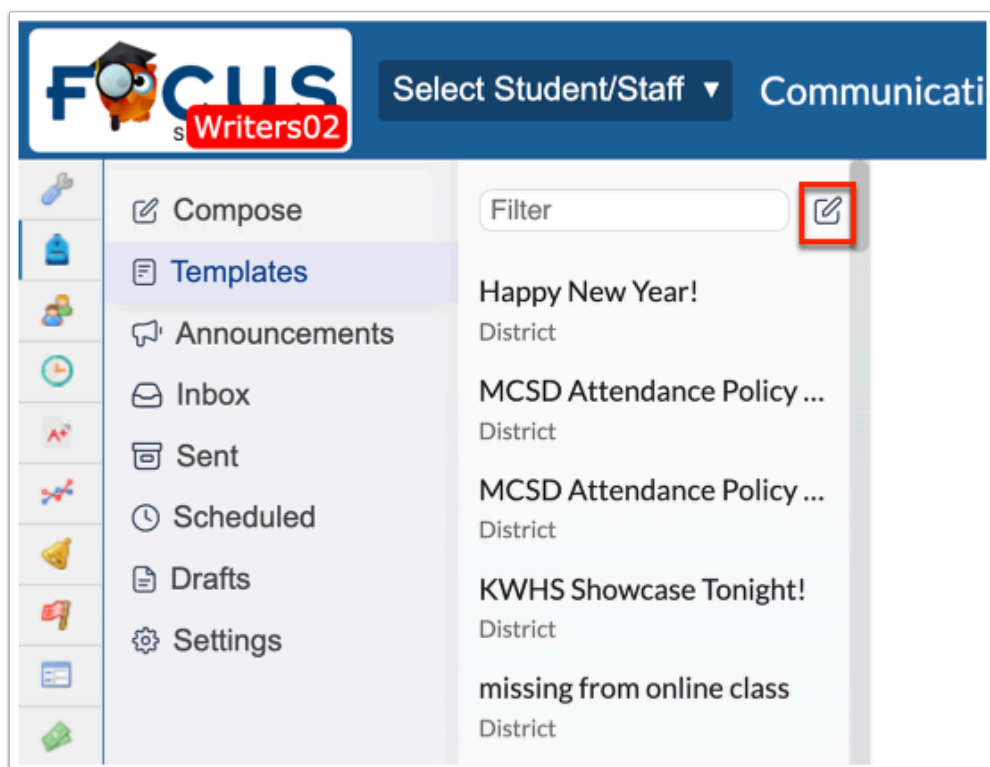 FOCUS
S
Writers02
Select Student/Staff ▼
Communicati
Compose
Templates
Announcements
Inbox
Sent
Scheduled
Drafts
Settings
Filter
Happy New Year!
District
MCSD Attendance Policy ...
District
MCSD Attendance Policy ...
District
KWHS Showcase Tonight!
District
missing from online class
District
A+